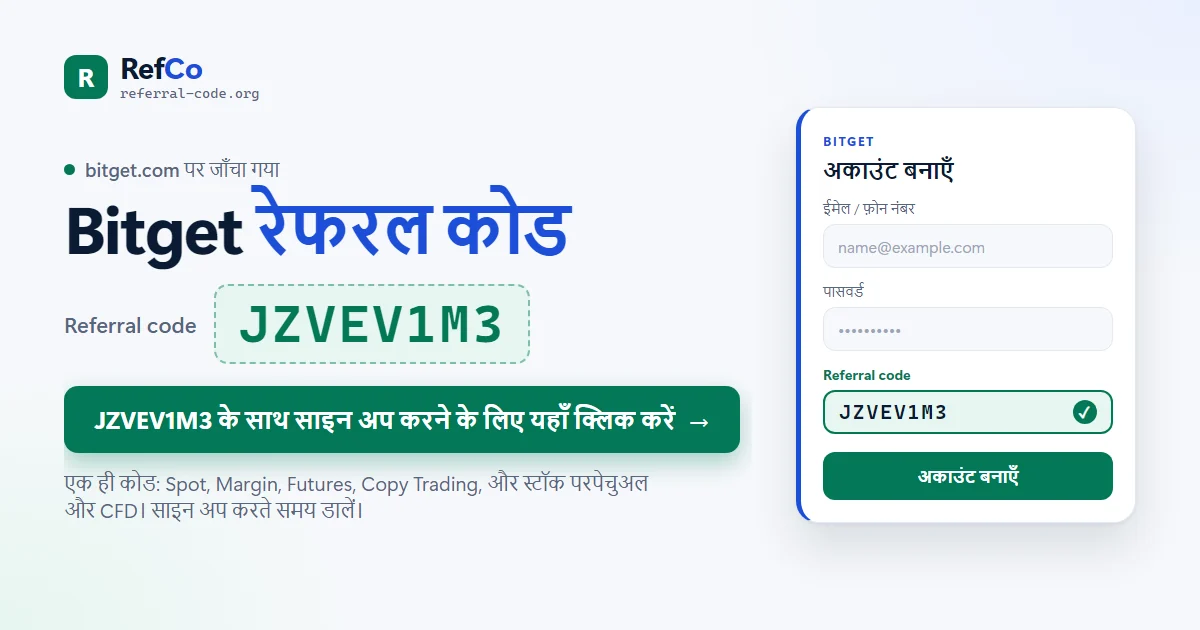 R
RefCo
referral-code.org
bitget.com पर जाँचा गया
Bitget रेफरल कोड
Referral code
JZVEV1M3
JZVEV1M3 के साथ साइन अप करने के लिए यहाँ क्लिक करें →
एक ही कोड: Spot, Margin, Futures, Copy Trading, और स्टॉक परपेचुअल
और CFD। साइन अप करते समय डालें।
BITGET
अकाउंट बनाएँ
ईमेल / फ़ोन नंबर
name@example.com
पासवर्ड
••••••••••
Referral code
JZVEV1M3 ✓
अकाउंट बनाएँ